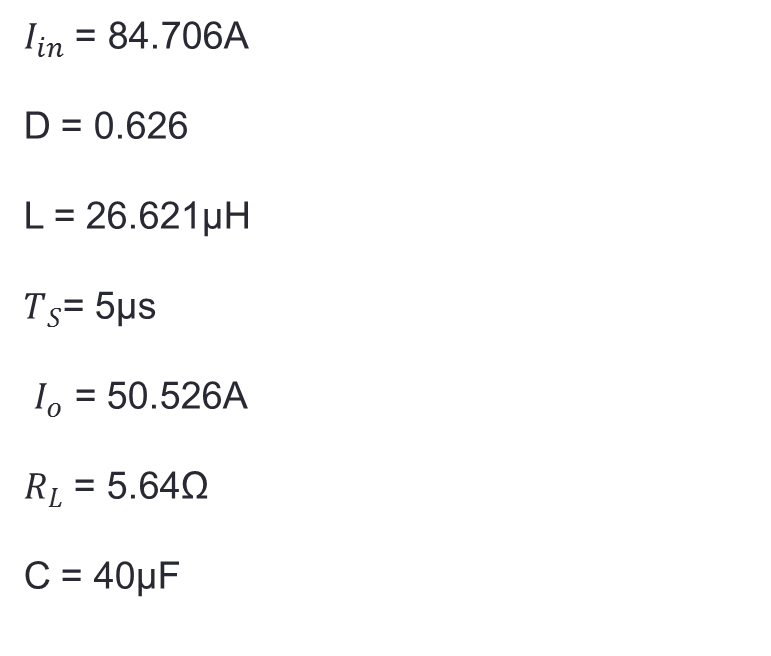 I_in = 84.706A
D = 0.626
L = 26.621µH
T_S= 5µs
I_o = 50.526A
R_L = 5.64Ω
C = 40µF